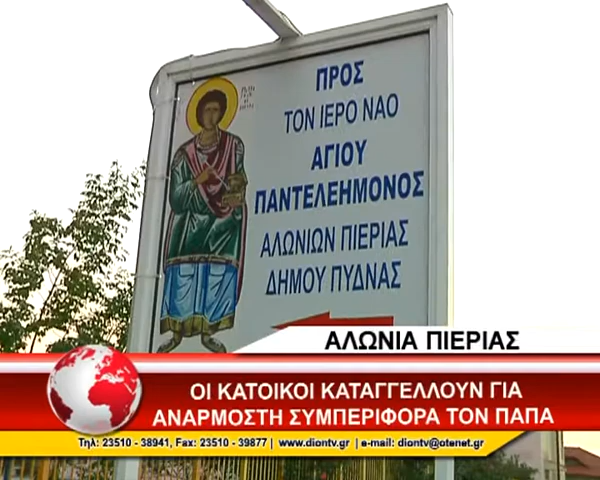 ΠΡΟΣ
ΤΟΝ ΙΕΡΟ ΝΑΟ
ΑΓΙΟΥ
ΠΑΝΤΕΛΕΗΜΟΝΟΣ
ΑΛΩΝΙΩΝ ΠΙΕΡΙΑΣ
ΔΗΜΟΥ ΠΥΔΝΑΣ
ΑΛΩΝΙΑ ΠΙΕΡΙΑΣ
ΟΙ ΚΑΤΟΙΚΟΙ ΚΑΤΑΓΓΕΛΛΟΥΝ ΓΙΑ
ΑΝΑΡΜΟΣΤΗ ΣΥΜΠΕΡΙΦΟΡΑ ΤΟΝ ΠΑΠΑ
Τηλ: 23510 - 38941, Fax: 23510 - 39877 | www.diontv.gr | e-mail: diontv@otenet.gr